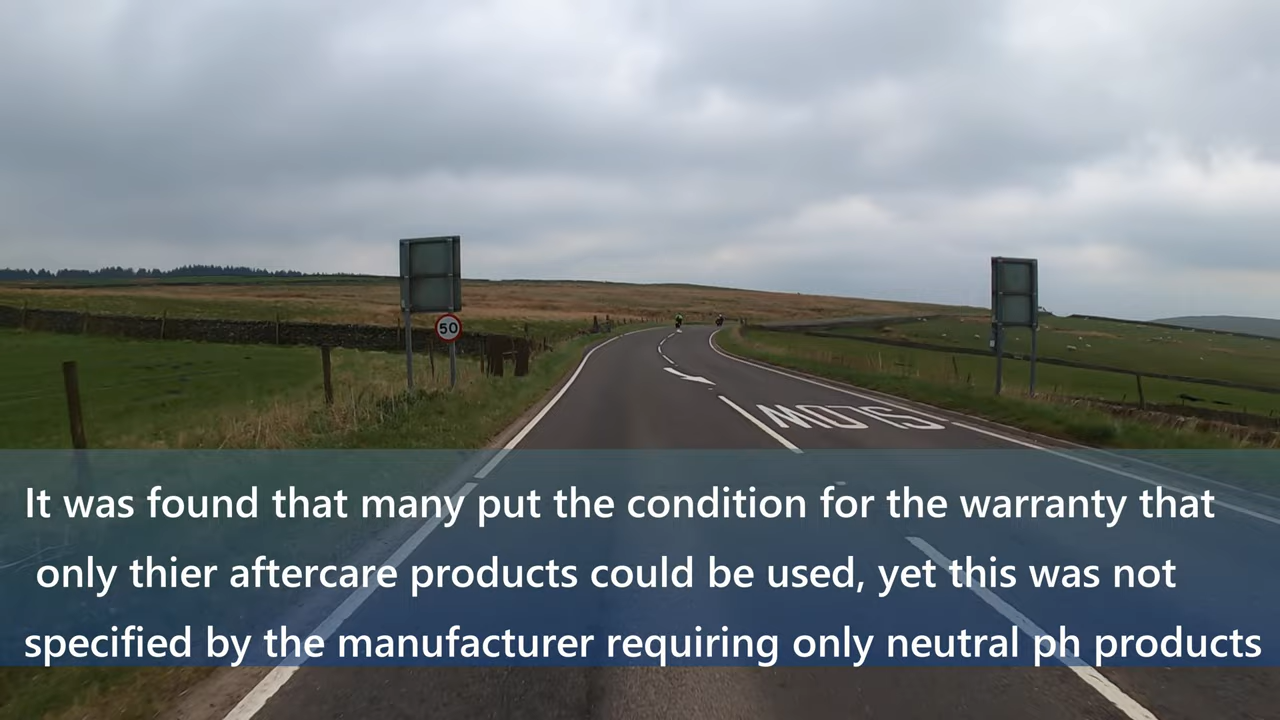 50
SLOW
It was found that many put the condition for the warranty that
only thier aftercare products could be used, yet this was not
specified by the manufacturer requiring only neutral ph products